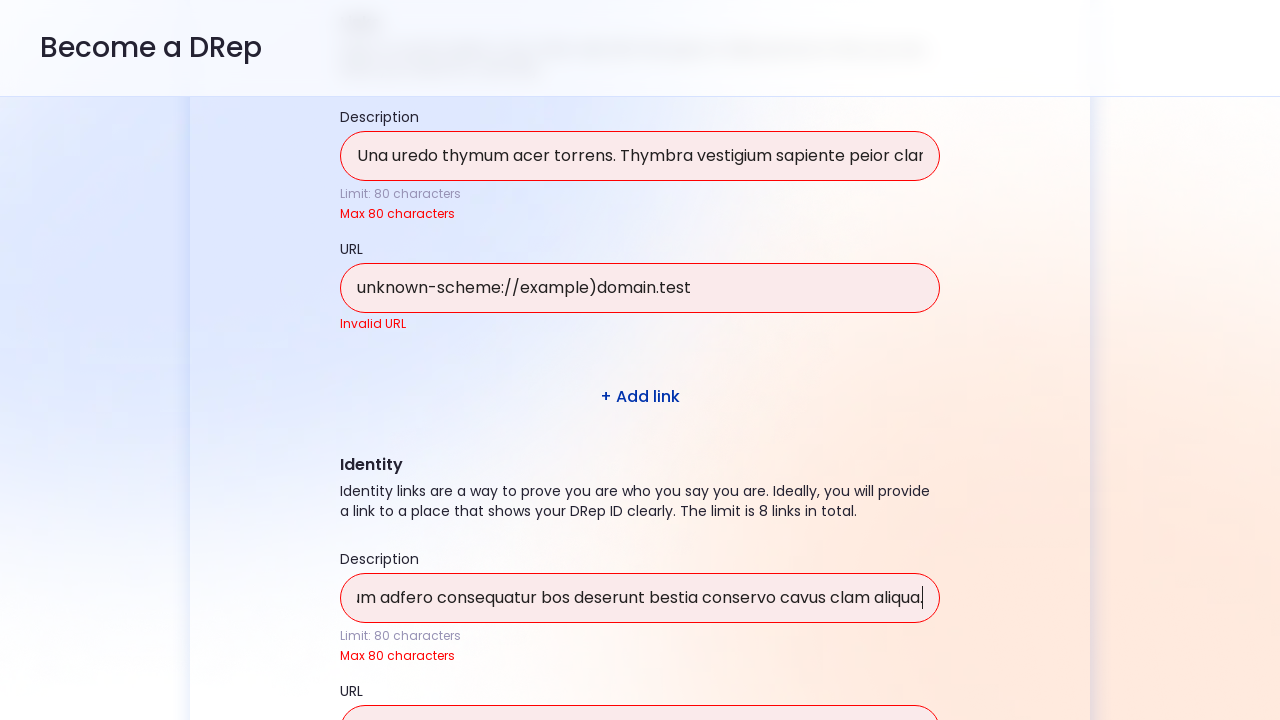 Become a DRep
Description
Una uredo thymum acer torrens. Thymbra vestigium sapiente peior clar
Limit: 80 characters
Max 80 characters
URL
unknown-scheme://example)domain.test
Invalid URL
+ Add link
Identity
Identity links are a way to prove you are who you say you are. Ideally, you will provide
a link to a place that shows your DRep ID clearly. The limit is 8 links in total.
Description
um adfero consequatur bos deserunt bestia conservo cavus clam aliqua.
Limit: 80 characters
Max 80 characters
URL